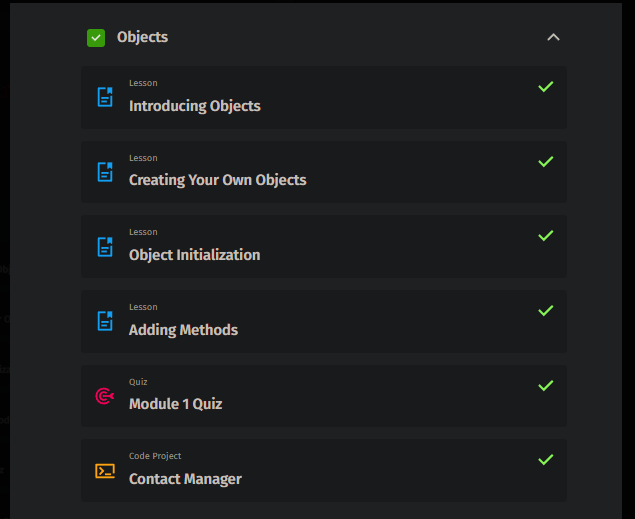 Objects
Lesson
Introducing Objects
Lesson
Creating Your Own Objects
Lesson
Object Initialization
Lesson
Adding Methods
Quiz
Module 1 Quiz
Code Project
Contact Manager